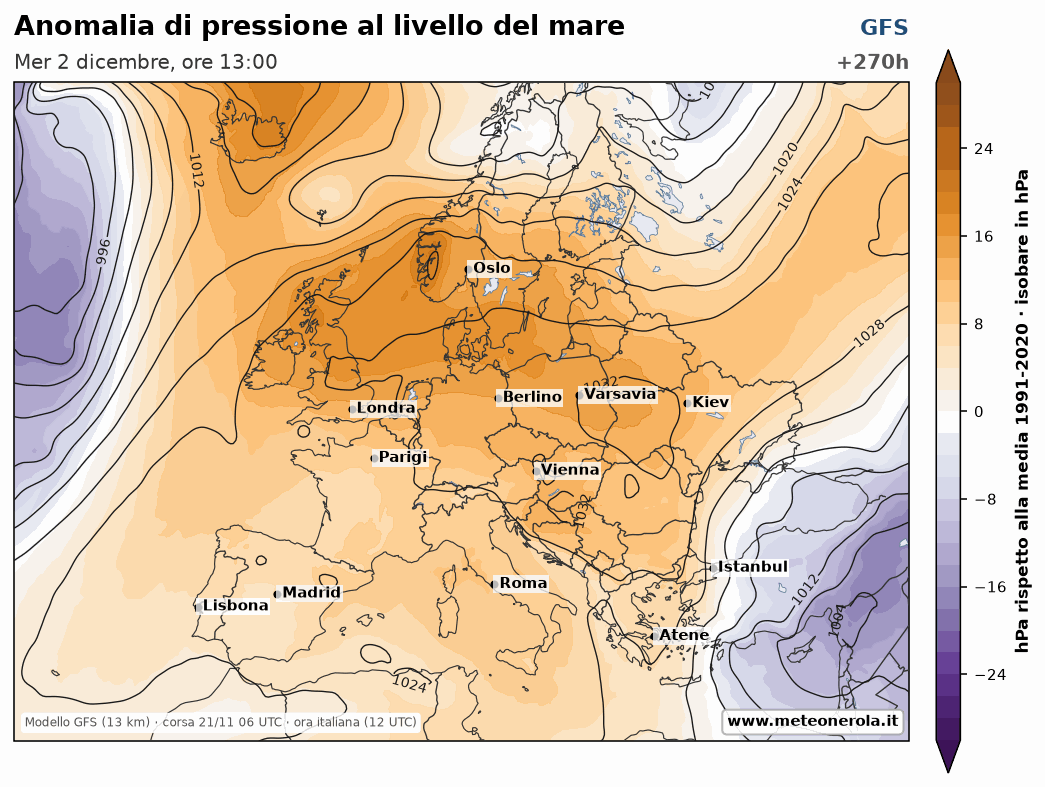 Anomalia di pressione al livello del mare
GFS
Mer 2 dicembre, ore 13:00
+270h
1012
1020
1024
996
Oslo
1028
1032
Berlino
Varsavia
Kiev
Londra
Parigi
Vienna
1032
Istanbul
1012
Roma
Madrid
Lisbona
1004
Atene
1024
Modello GFS (13 km) · corsa 21/11 06 UTC · ora italiana (12 UTC)
www.meteonerola.it
24
16
8
0
−8
−16
−24
hPa rispetto alla media 1991-2020 · isobare in hPa